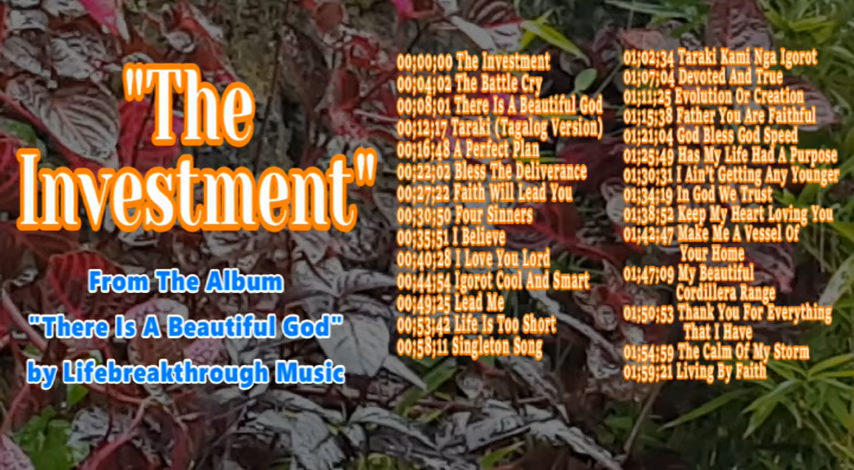 "The
Investment"
From The Album
"There Is A Beautiful God"
by Lifebreakthrough Music
00;00;00 The Investment
00;04;02 The Battle Cry
00;08;01 There Is A Beautiful God
00;12;17 Taraki (Tagalog Version)
00;16;48 A Perfect Plan
00;22;02 Bless The Deliverance
00;27;22 Faith Will Lead You
00;30;50 Four Sinners
00;35;51 I Believe
00;40;28 I Love You Lord
00;44;54 Igorot Cool And Smart
00;49;25 Lead Me
00;53;42 Life Is Too Short
00;58;11 Singleton Song
01;02;34 Taraki Kami Nga Igorot
01;07;04 Devoted And True
01;11;25 Evolution Or Creation
01;15;38 Father You Are Faithful
01;21;04 God Bless God Speed
01;25;49 Has My Life Had A Purpose
01;30;31 I Ain't Getting Any Younger
01;34;19 In God We Trust
01;38;52 Keep My Heart Loving You
01;42;47 Make Me A Vessel Of
Your Home
01;47;09 My Beautiful
Cordillera Range
01;50;53 Thank You For Everything
That I Have
01;54;59 The Calm Of My Storm
01;59;21 Living By Faith